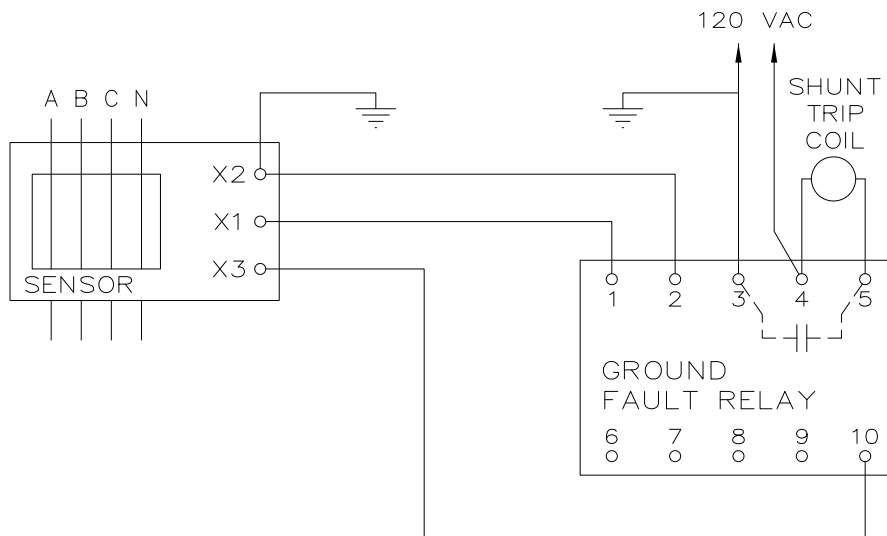 120 VAC
SHUNT
TRIP
COIL
A B C N
X2
X1
X3
SENSOR
1 2 3 4 5
GROUND
FAULT RELAY
6 7 8 9 10